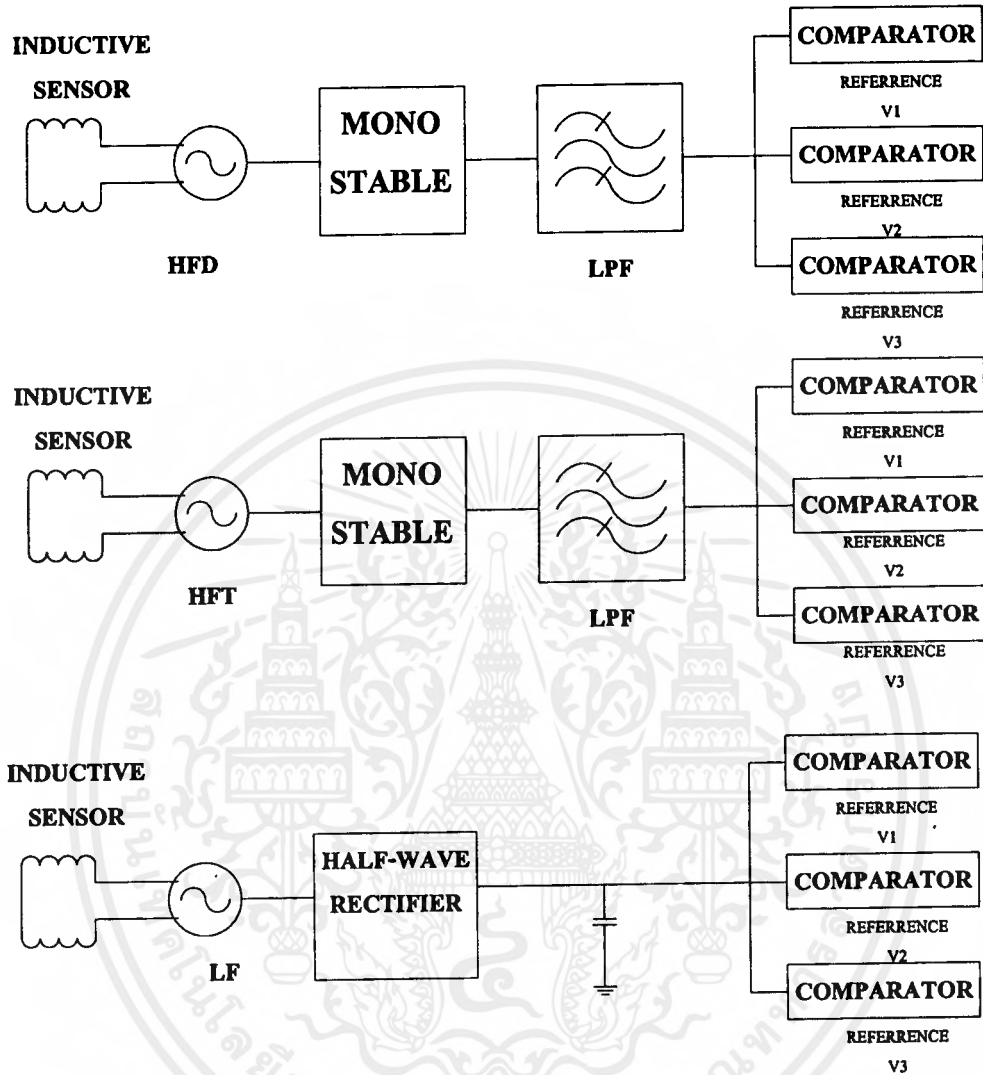 INDUCTIVE
SENSOR
HFD
MONO
STABLE
LPF
COMPARATOR
REFERRENCE
V1
COMPARATOR
REFERRENCE
V2
COMPARATOR
REFERRENCE
V3
INDUCTIVE
SENSOR
HFT
MONO
STABLE
LPF
COMPARATOR
REFERRENCE
V1
COMPARATOR
REFERRENCE
V2
COMPARATOR
REFERRENCE
V3
INDUCTIVE
SENSOR
LF
HALF-WAVE
RECTIFIER
COMPARATOR
REFERRENCE
V1
COMPARATOR
REFERRENCE
V2
COMPARATOR
REFERRENCE
V3